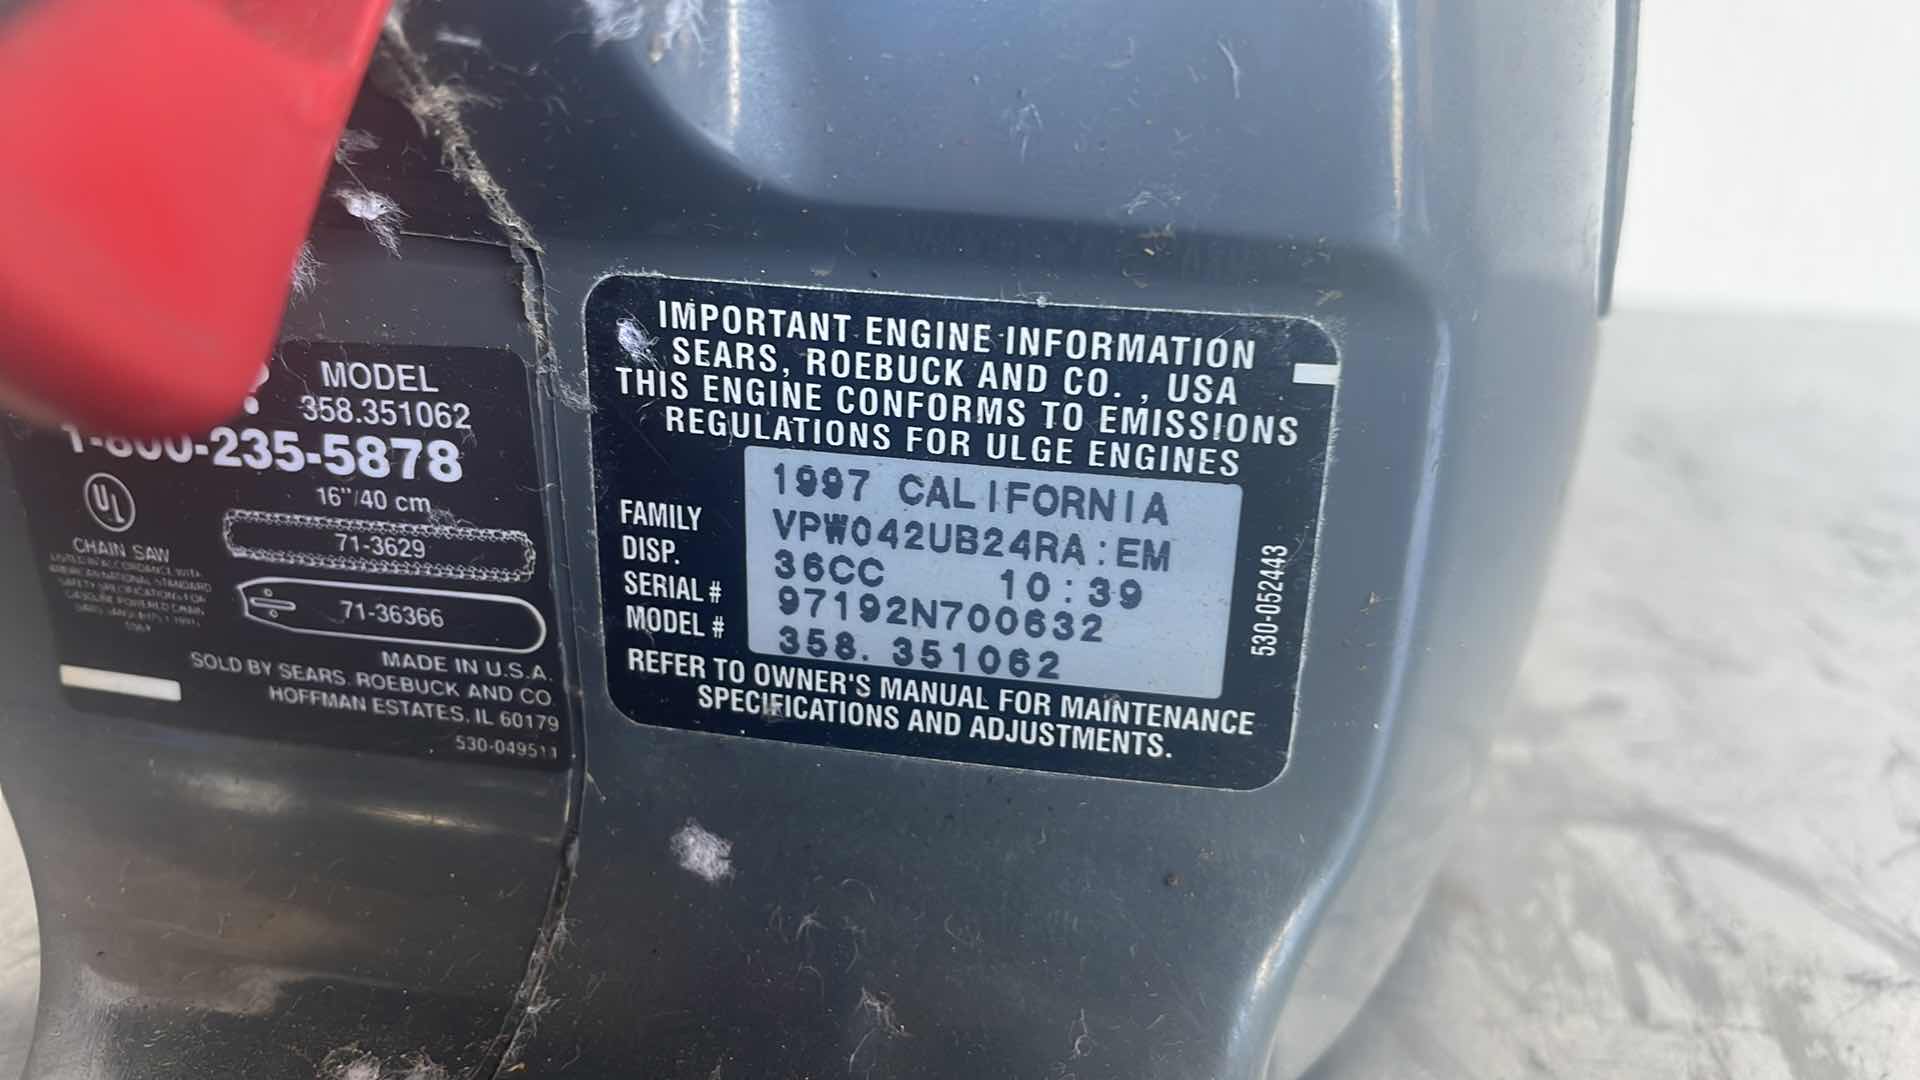 MODEL
358.351062
1-800-235-5878
16"/40 cm
UL
CHAIN SAW
71-3629
71-36366
MADE IN U.S.A.
SOLD BY SEARS, ROEBUCK AND CO
HOFFMAN ESTATES, IL 60179
530-049511
IMPORTANT ENGINE INFORMATION
SEARS, ROEBUCK AND CO. , USA
THIS ENGINE CONFORMS TO EMISSIONS
REGULATIONS FOR ULGE ENGINES
1997 CALIFORNIA
FAMILY VPW042UB24RA:EM
DISP. 36CC 10:39
SERIAL # 97192N700632
MODEL # 358. 351062
REFER TO OWNER'S MANUAL FOR MAINTENANCE
SPECIFICATIONS AND ADJUSTMENTS.
530-052443